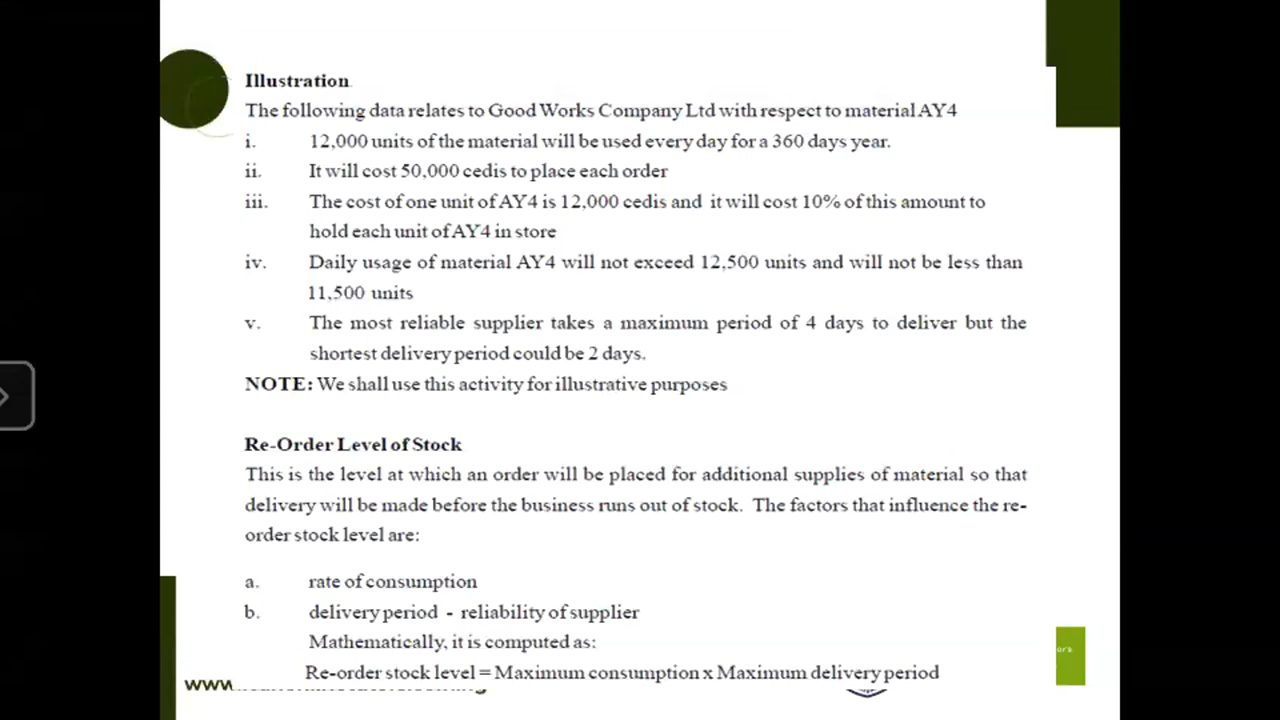 Illustration
The following data relates to Good Works Company Ltd with respect to material AY4
i. 12,000 units of the material will be used every day for a 360 days year.
ii. It will cost 50,000 cedis to place each order
iii. The cost of one unit of AY4 is 12,000 cedis and it will cost 10% of this amount to
hold each unit of AY4 in store
iv. Daily usage of material AY4 will not exceed 12,500 units and will not be less than
11,500 units
v. The most reliable supplier takes a maximum period of 4 days to deliver but the
shortest delivery period could be 2 days.
NOTE: We shall use this activity for illustrative purposes
Re-Order Level of Stock
This is the level at which an order will be placed for additional supplies of material so that
delivery will be made before the business runs out of stock. The factors that influence the re-
order stock level are:
a. rate of consumption
b. delivery period - reliability of supplier
Mathematically, it is computed as:
Re-order stock level = Maximum consumption x Maximum delivery period